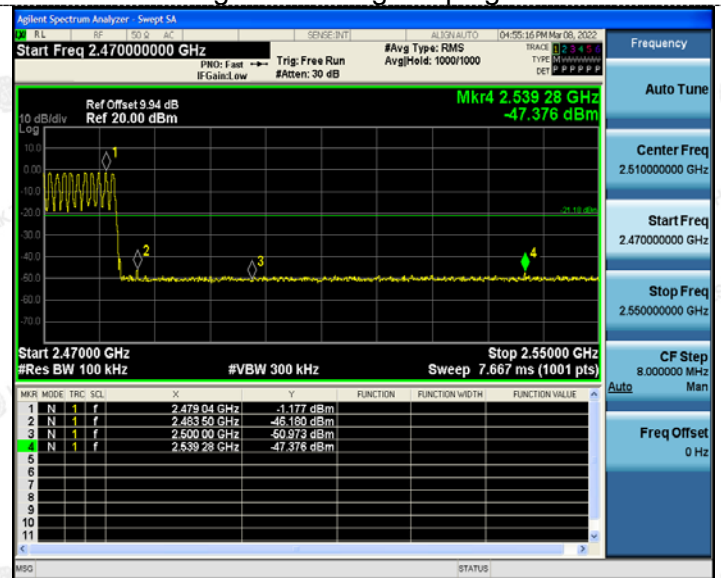 Agilent Spectrum Analyzer - Swept SA
RL RF 50 Ω AC SENSE:INT ALIGNAUTO 04:55:16 PM Mar 08, 2022
Start Freq 2.470000000 GHz
PNO: Fast
IFGain:Low
Trig: Free Run
#Atten: 30 dB
#Avg Type: RMS
Avg|Hold: 1000/1000
TRACE 1 2 3 4 5 6
TYPE M
DET P P P P P P
Frequency
Auto Tune
Center Freq
2.510000000 GHz
Start Freq
2.470000000 GHz
Stop Freq
2.550000000 GHz
CF Step
8.000000 MHz
Auto Man
Freq Offset
0 Hz
Mkr4 2.539 28 GHz
-47.376 dBm
Ref Offset 9.94 dB
10 dB/div Ref 20.00 dBm
Log
10.0
0.00
-10.0
-20.0
-30.0
-40.0
-50.0
-60.0
-70.0
1
2
3
4
Start 2.47000 GHz Stop 2.55000 GHz
#Res BW 100 kHz #VBW 300 kHz Sweep 7.667 ms (1001 pts)
MKR MODE TRC SCL X Y FUNCTION FUNCTION WIDTH FUNCTION VALUE
1 N 1 f 2.479 04 GHz -1.177 dBm
2 N 1 f 2.483 50 GHz -46.180 dBm
3 N 1 f 2.500 00 GHz -50.973 dBm
4 N 1 f 2.539 28 GHz -47.376 dBm
5
6
7
8
9
10
11
MSG STATUS